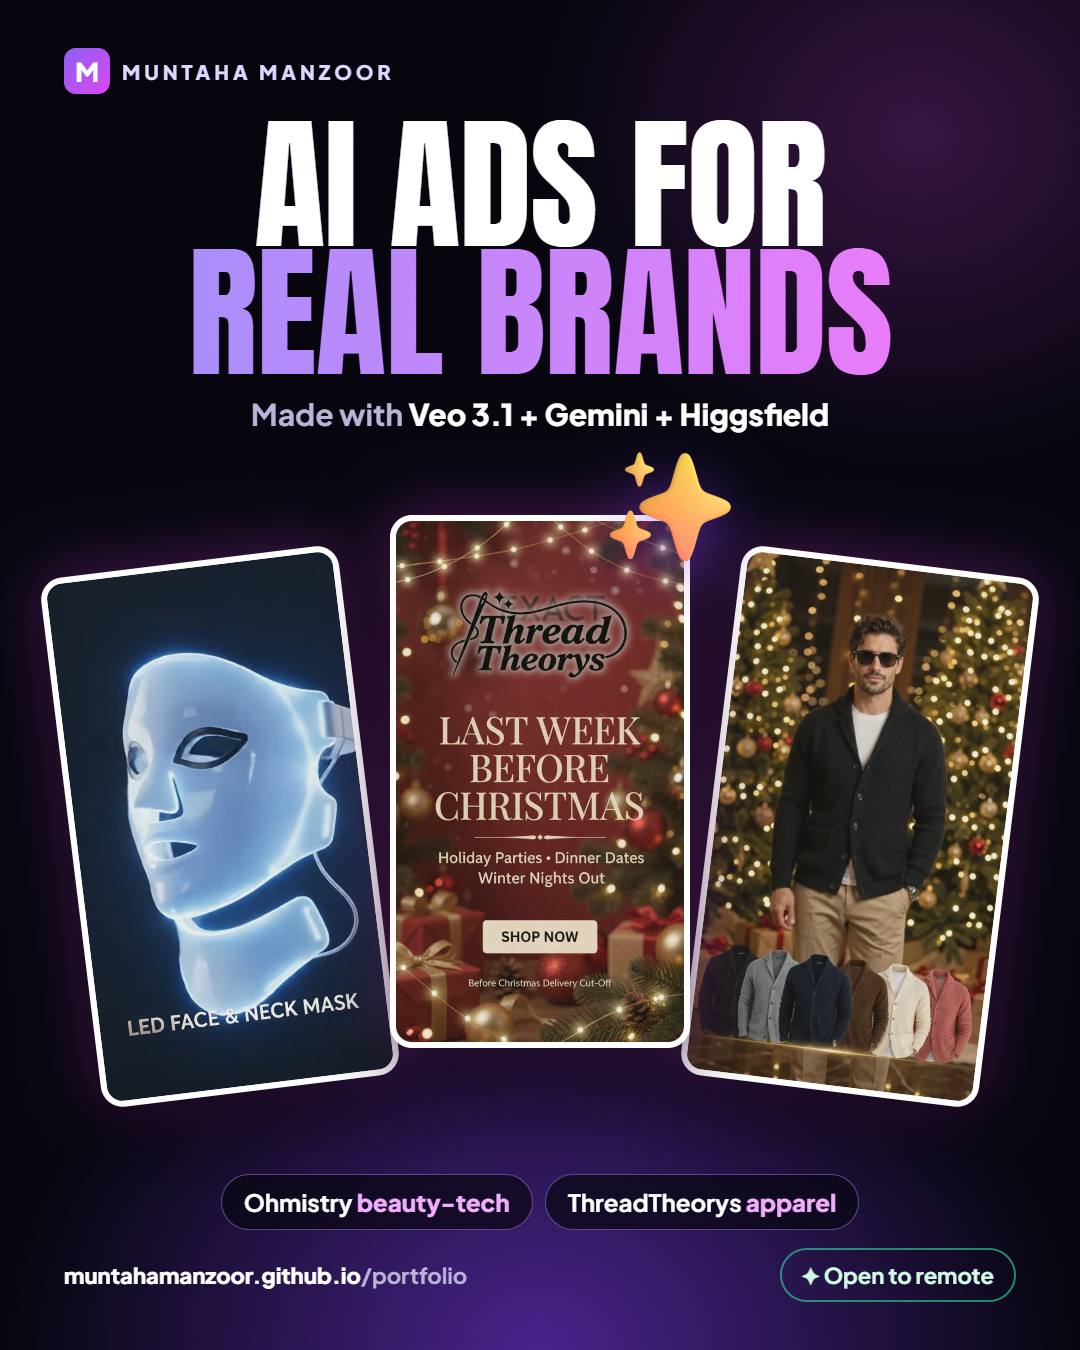 M
MUNTAHA MANZOOR
AI ADS FOR
REAL BRANDS
Made with Veo 3.1 + Gemini + Higgsfield
LED FACE & NECK MASK
EXACT
Thread
Theorys
LAST WEEK
BEFORE
CHRISTMAS
Holiday Parties • Dinner Dates
Winter Nights Out
SHOP NOW
Before Christmas Delivery Cut-Off
Ohmistry beauty-tech
ThreadTheorys apparel
muntahamanzoor.github.io/portfolio
✦ Open to remote